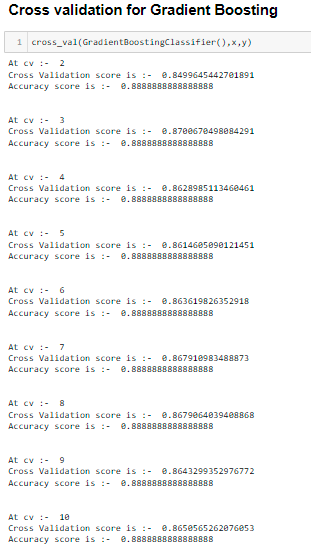 Cross validation for Gradient Boosting
1 cross_val(GradientBoostingClassifier(),x,y)
At cv :- 2
Cross Validation score is :- 0.8499645442701891
Accuracy score is :- 0.8888888888888888
At cv :- 3
Cross Validation score is :- 0.8700670498084291
Accuracy score is :- 0.8888888888888888
At cv :- 4
Cross Validation score is :- 0.8628985113460461
Accuracy score is :- 0.8888888888888888
At cv :- 5
Cross Validation score is :- 0.8614605090121451
Accuracy score is :- 0.8888888888888888
At cv :- 6
Cross Validation score is :- 0.863619826352918
Accuracy score is :- 0.8888888888888888
At cv :- 7
Cross Validation score is :- 0.867910983488873
Accuracy score is :- 0.8888888888888888
At cv :- 8
Cross Validation score is :- 0.8679064039408868
Accuracy score is :- 0.8888888888888888
At cv :- 9
Cross Validation score is :- 0.8643299352976772
Accuracy score is :- 0.8888888888888888
At cv :- 10
Cross Validation score is :- 0.8650565262076053
Accuracy score is :- 0.8888888888888888